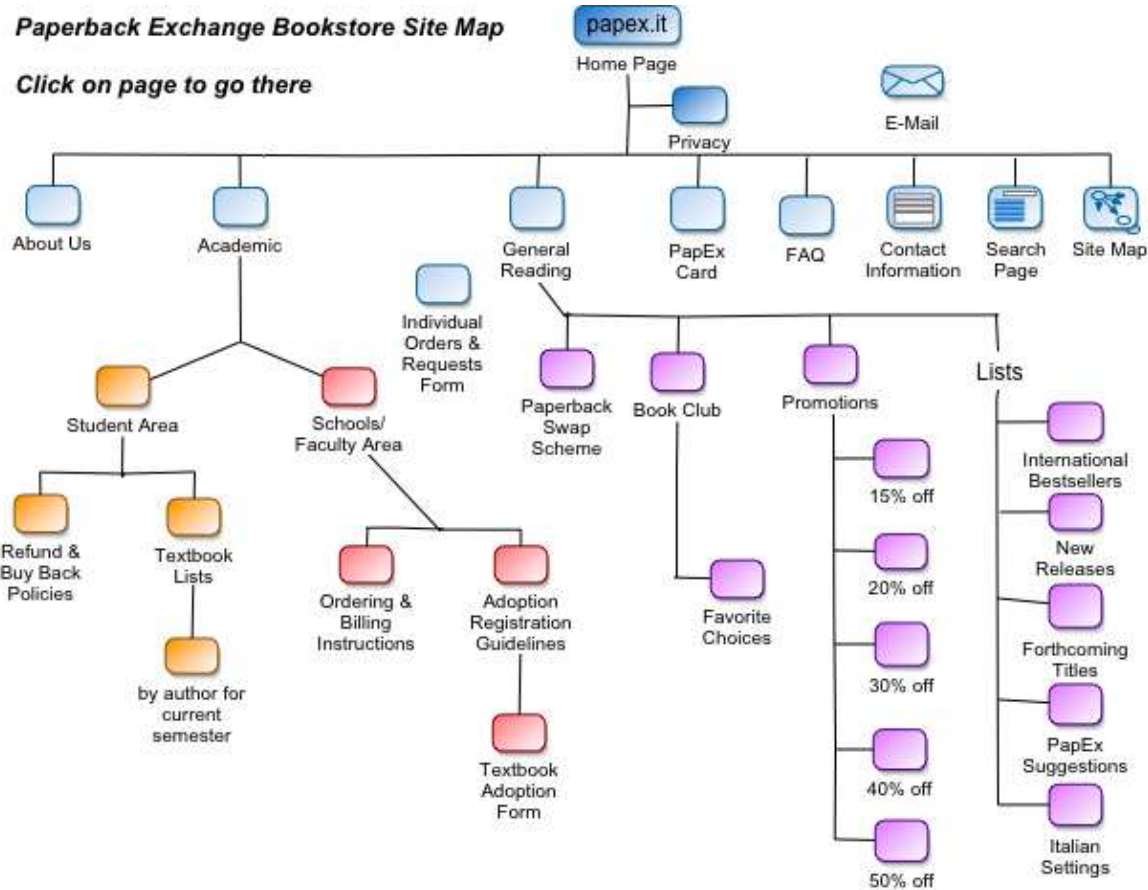 Paperback Exchange Bookstore Site Map
Click on page to go there
papex.it
Home Page
Privacy
E-Mail
About Us
Academic
General
Reading
PapEx
Card
FAQ
Contact
Information
Search
Page
Site Map
Individual
Orders &
Requests
Form
Student Area
Schools/
Faculty Area
Paperback
Swap
Scheme
Book Club
Promotions
Lists
Refund &
Buy Back
Policies
Textbook
Lists
by author for
current
semester
Ordering &
Billing
Instructions
Adoption
Registration
Guidelines
Textbook
Adoption
Form
Favorite
Choices
15% off
20% off
30% off
40% off
50% off
International
Bestsellers
New
Releases
Forthcoming
Titles
PapEx
Suggestions
Italian
Settings